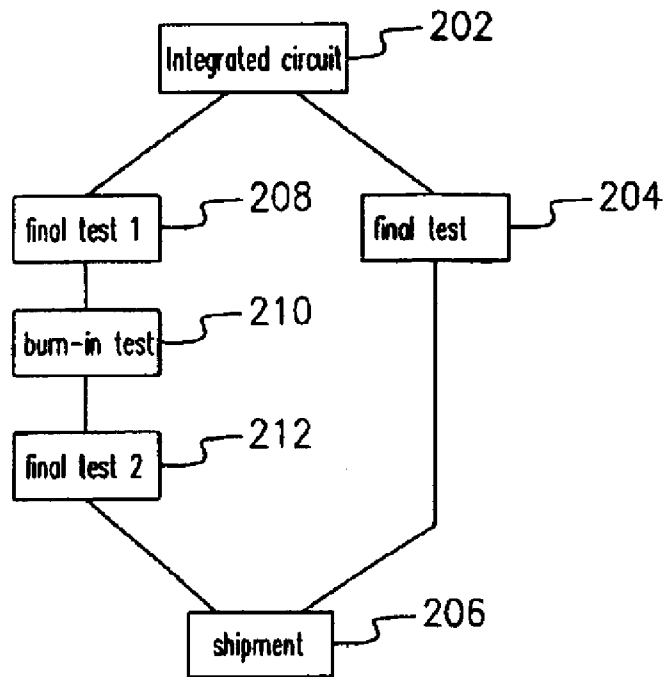 202
Integrated circuit
208
204
final test 1
final test
210
burn-in test
212
final test 2
206
shipment